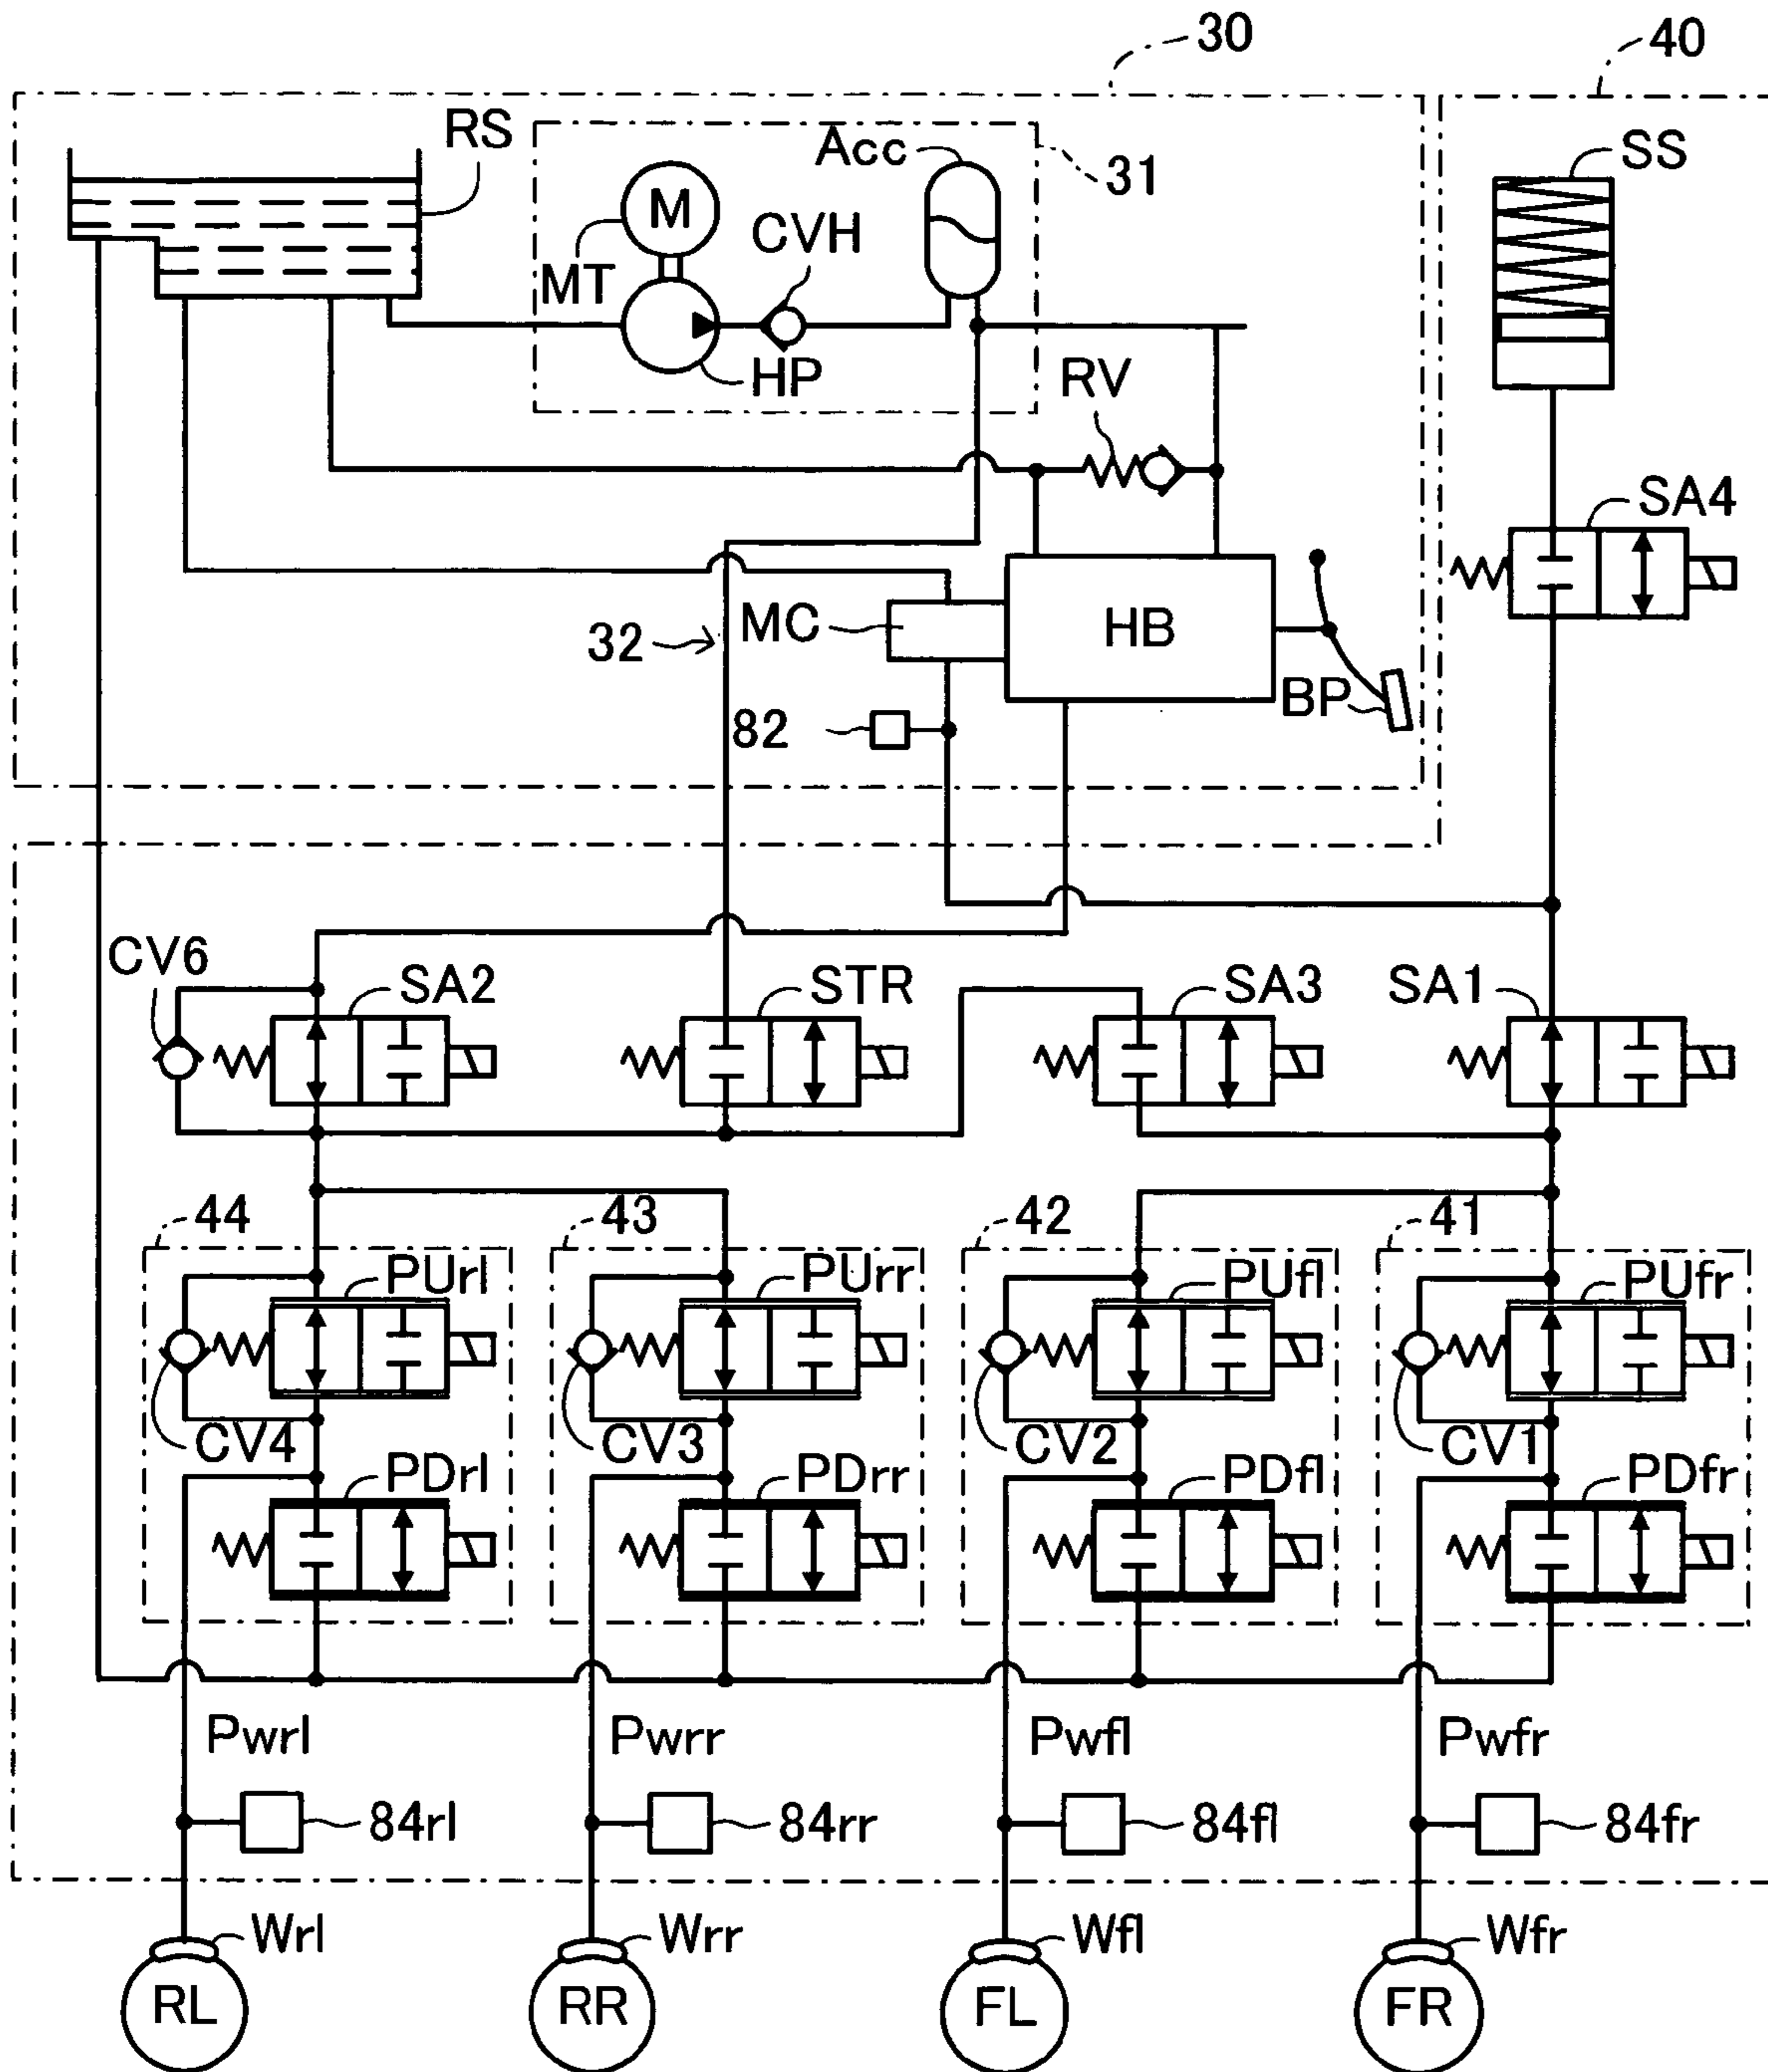 30
40
RS
Acc
31
SS
M
CVH
MT
HP
RV
SA4
MC
HB
32
BP
82
CV6
SA2
STR
SA3
SA1
44
43
42
41
PUrl
PUrr
PUfl
PUfr
CV4
CV3
CV2
CV1
PDrl
PDrr
PDfl
PDfr
Pwrl
Pwrr
Pwfl
Pwfr
84rl
84rr
84fl
84fr
Wrl
Wrr
Wfl
Wfr
RL
RR
FL
FR